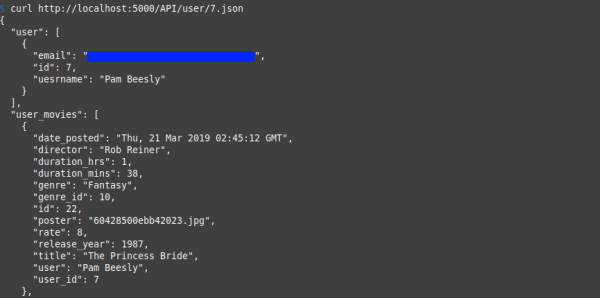 $ curl http://localhost:5000/API/user/7.json
{
  "user": [
    {
      "email": "",
      "id": 7,
      "uesrname": "Pam Beesly"
    }
  ],
  "user_movies": [
    {
      "date_posted": "Thu, 21 Mar 2019 02:45:12 GMT",
      "director": "Rob Reiner",
      "duration_hrs": 1,
      "duration_mins": 38,
      "genre": "Fantasy",
      "genre_id": 10,
      "id": 22,
      "poster": "60428500ebb42023.jpg",
      "rate": 8,
      "release_year": 1987,
      "title": "The Princess Bride",
      "user": "Pam Beesly",
      "user_id": 7
    },